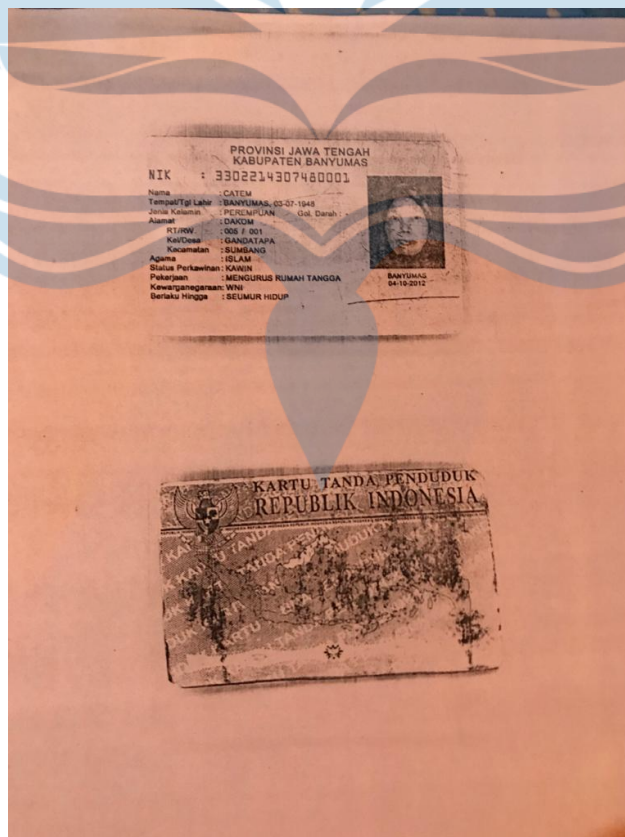 PROVINSI JAWA TENGAH
KABUPATEN BANYUMAS
NIK : 3302214307480001
Nama : CATEM
Tempat/Tgl Lahir : BANYUMAS, 03-07-1948
Jenis Kelamin : PEREMPUAN Gol. Darah : -
Alamat : DAKOM
RT/RW : 005 / 001
Kel/Desa : GANDATAPA
Kecamatan : SUMBANG
Agama : ISLAM
Status Perkawinan : KAWIN
Pekerjaan : MENGURUS RUMAH TANGGA
Kewarganegaraan : WNI
Berlaku Hingga : SEUMUR HIDUP
BANYUMAS
04-10-2012
KARTU TANDA PENDUDUK
REPUBLIK INDONESIA